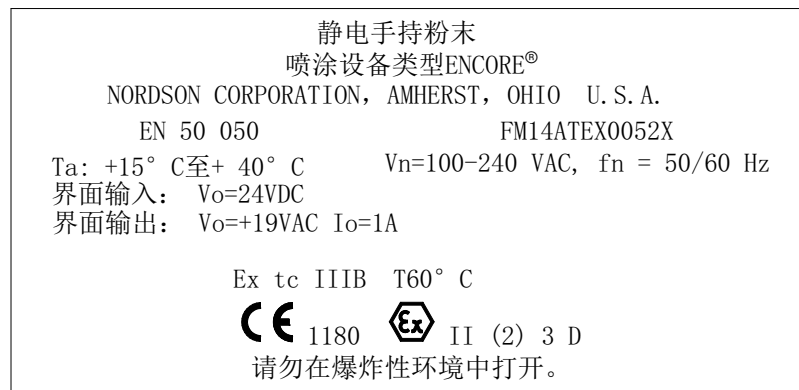 静电手持粉末
喷涂设备类型ENCORE®
NORDSON CORPORATION, AMHERST, OHIO U.S.A.
EN 50 050 FM14ATEX0052X
Ta: +15° C至+ 40° C Vn=100-240 VAC, fn = 50/60 Hz
界面输入: Vo=24VDC
界面输出: Vo=+19VAC Io=1A
Ex tc IIIB T60° C
CE 1180 Ex II (2) 3 D
请勿在爆炸性环境中打开。